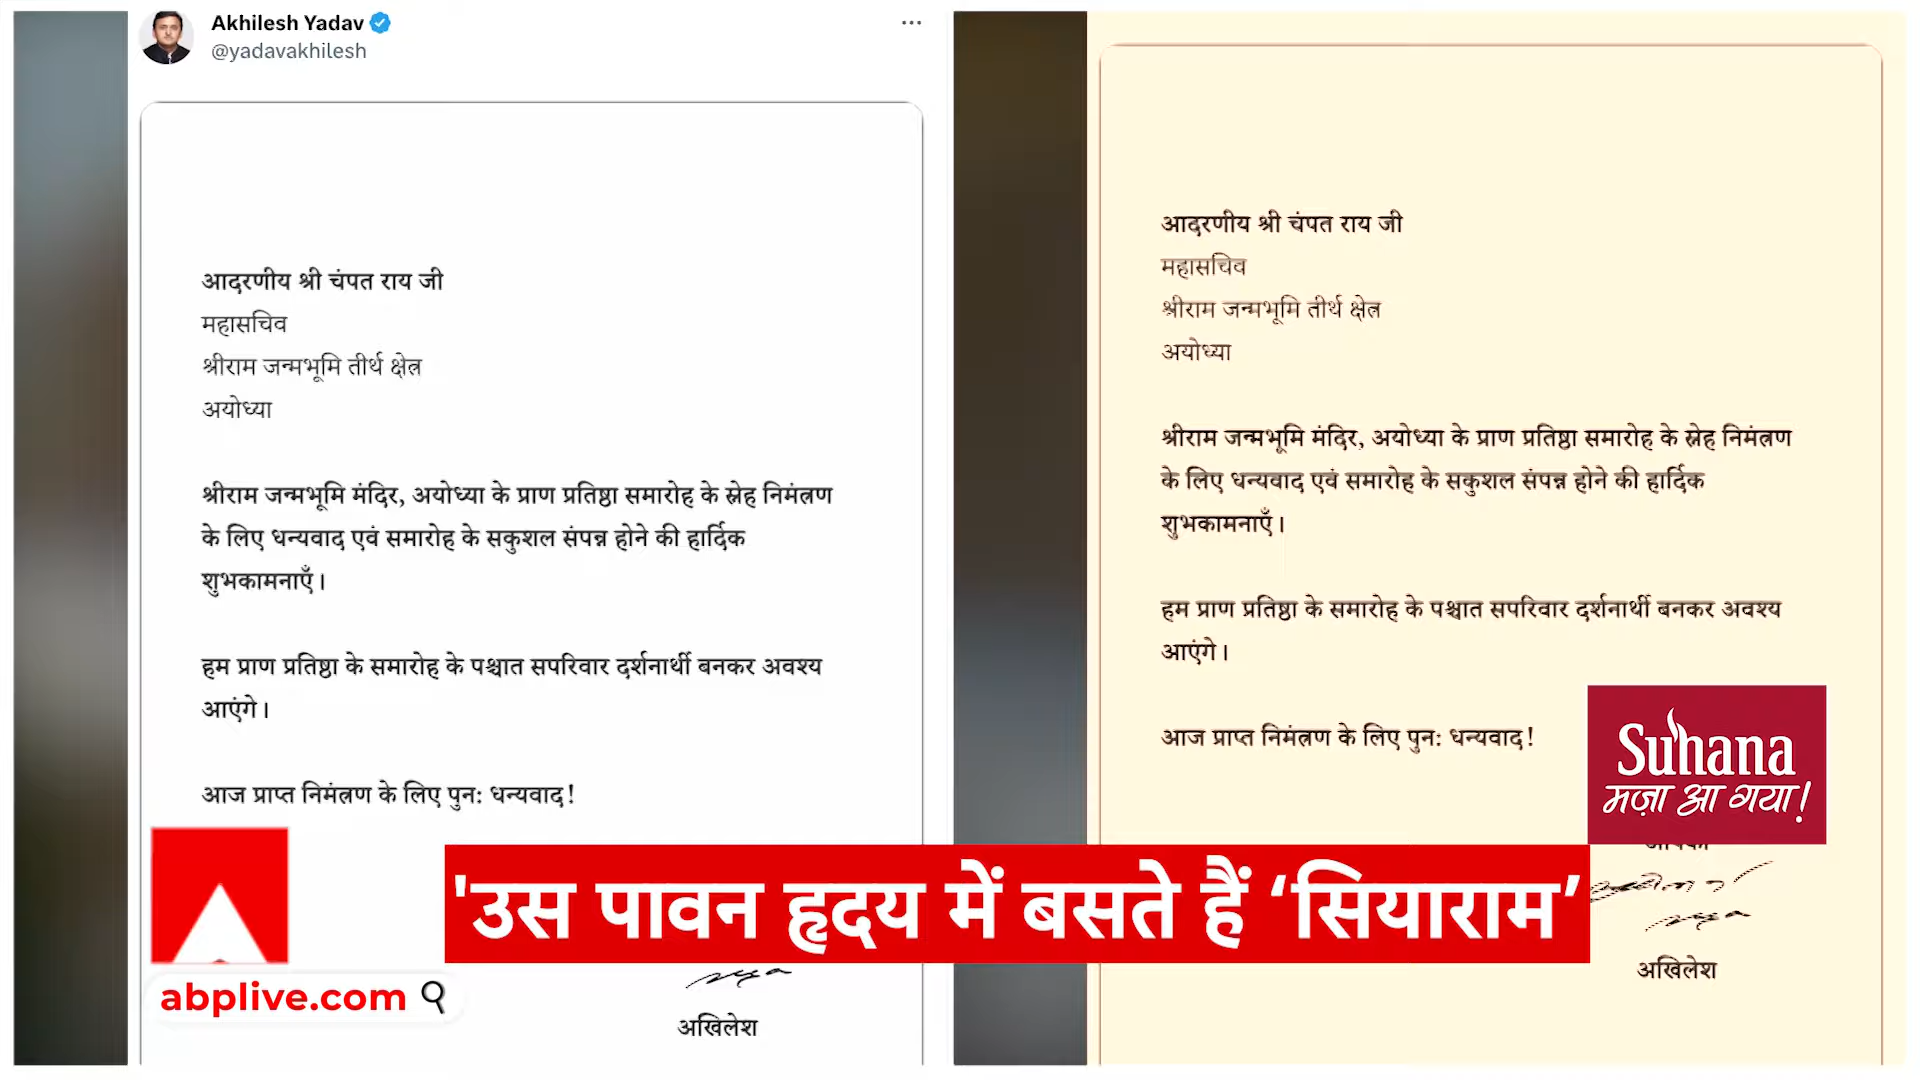 Akhilesh Yadav
@yadavakhilesh
आदरणीय श्री चंपत राय जी
महासचिव
श्रीराम जन्मभूमि तीर्थ क्षेत्र
अयोध्या
श्रीराम जन्मभूमि मंदिर, अयोध्या के प्राण प्रतिष्ठा समारोह के स्नेह निमंत्रण
के लिए धन्यवाद एवं समारोह के सकुशल संपन्न होने की हार्दिक
शुभकामनाएँ।
हम प्राण प्रतिष्ठा के समारोह के पश्चात सपरिवार दर्शनार्थी बनकर अवश्य
आएंगे।
आज प्राप्त निमंत्रण के लिए पुन: धन्यवाद!
अखिलेश
आदरणीय श्री चंपत राय जी
महासचिव
श्रीराम जन्मभूमि तीर्थ क्षेत्र
अयोध्या
श्रीराम जन्मभूमि मंदिर, अयोध्या के प्राण प्रतिष्ठा समारोह के स्नेह निमंत्रण
के लिए धन्यवाद एवं समारोह के सकुशल संपन्न होने की हार्दिक
शुभकामनाएँ।
हम प्राण प्रतिष्ठा के समारोह के पश्चात सपरिवार दर्शनार्थी बनकर अवश्य
आएंगे।
आज प्राप्त निमंत्रण के लिए पुन: धन्यवाद!
Suhana
मज़ा आ गया!
अखिलेश
'उस पावन हृदय में बसते हैं ‘सियाराम’
abplive.com